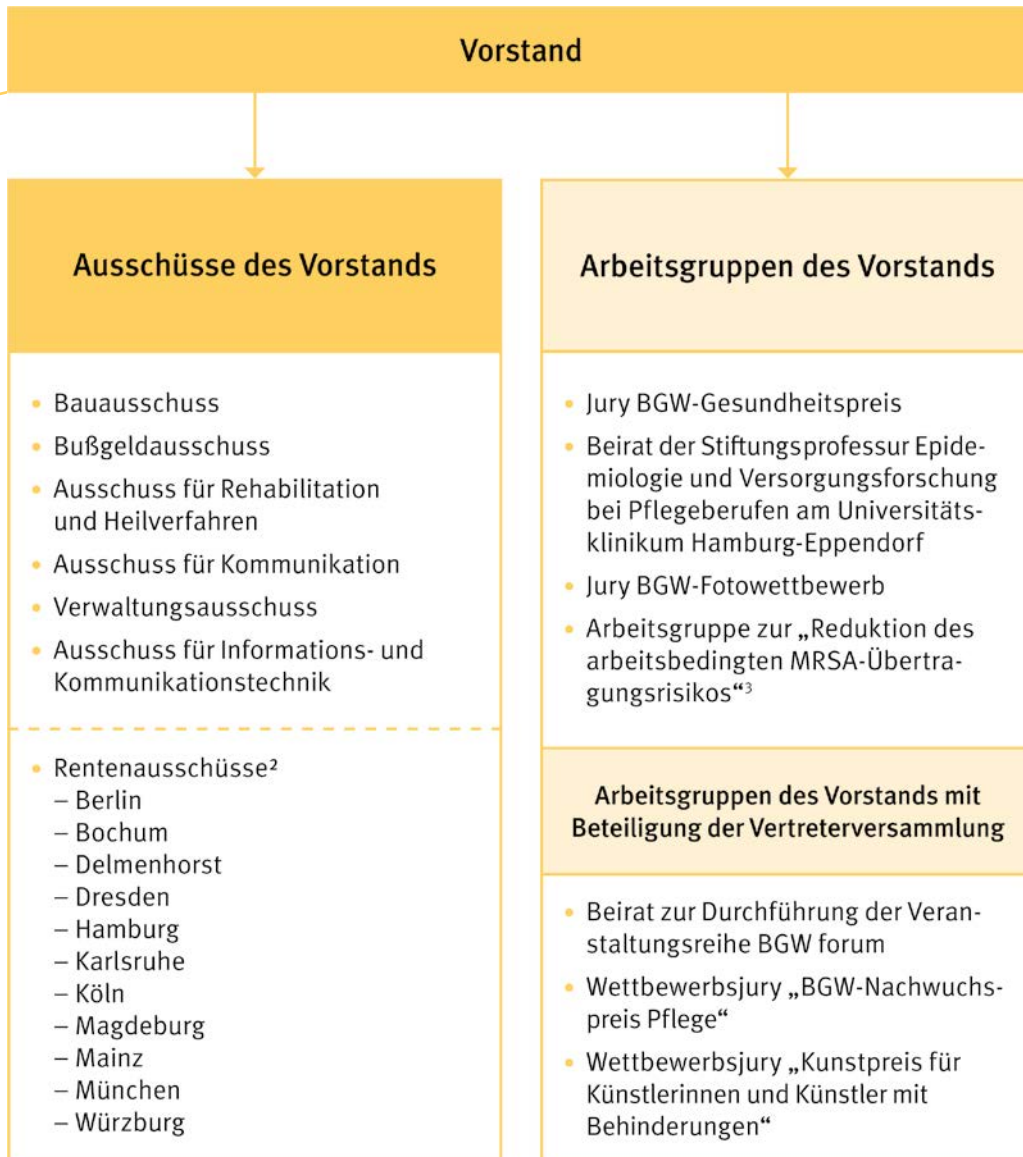 Vorstand
Ausschüsse des Vorstands
• Bauausschuss
• Bußgeldausschuss
• Ausschuss für Rehabilitation
und Heilverfahren
• Ausschuss für Kommunikation
• Verwaltungsausschuss
• Ausschuss für Informations- und
Kommunikationstechnik
• Rentenausschüsse²
– Berlin
– Bochum
– Delmenhorst
– Dresden
– Hamburg
– Karlsruhe
– Köln
– Magdeburg
– Mainz
– München
– Würzburg
Arbeitsgruppen des Vorstands
• Jury BGW-Gesundheitspreis
• Beirat der Stiftungsprofessur Epide-
miologie und Versorgungsforschung
bei Pflegeberufen am Universitäts-
klinikum Hamburg-Eppendorf
• Jury BGW-Fotowettbewerb
• Arbeitsgruppe zur „Reduktion des
arbeitsbedingten MRSA-Übertra-
gungsrisikos“³
Arbeitsgruppen des Vorstands mit
Beteiligung der Vertreterversammlung
• Beirat zur Durchführung der Veran-
staltungsreihe BGW forum
• Wettbewerbsjury „BGW-Nachwuchs-
preis Pflege“
• Wettbewerbsjury „Kunstpreis für
Künstlerinnen und Künstler mit
Behinderungen“